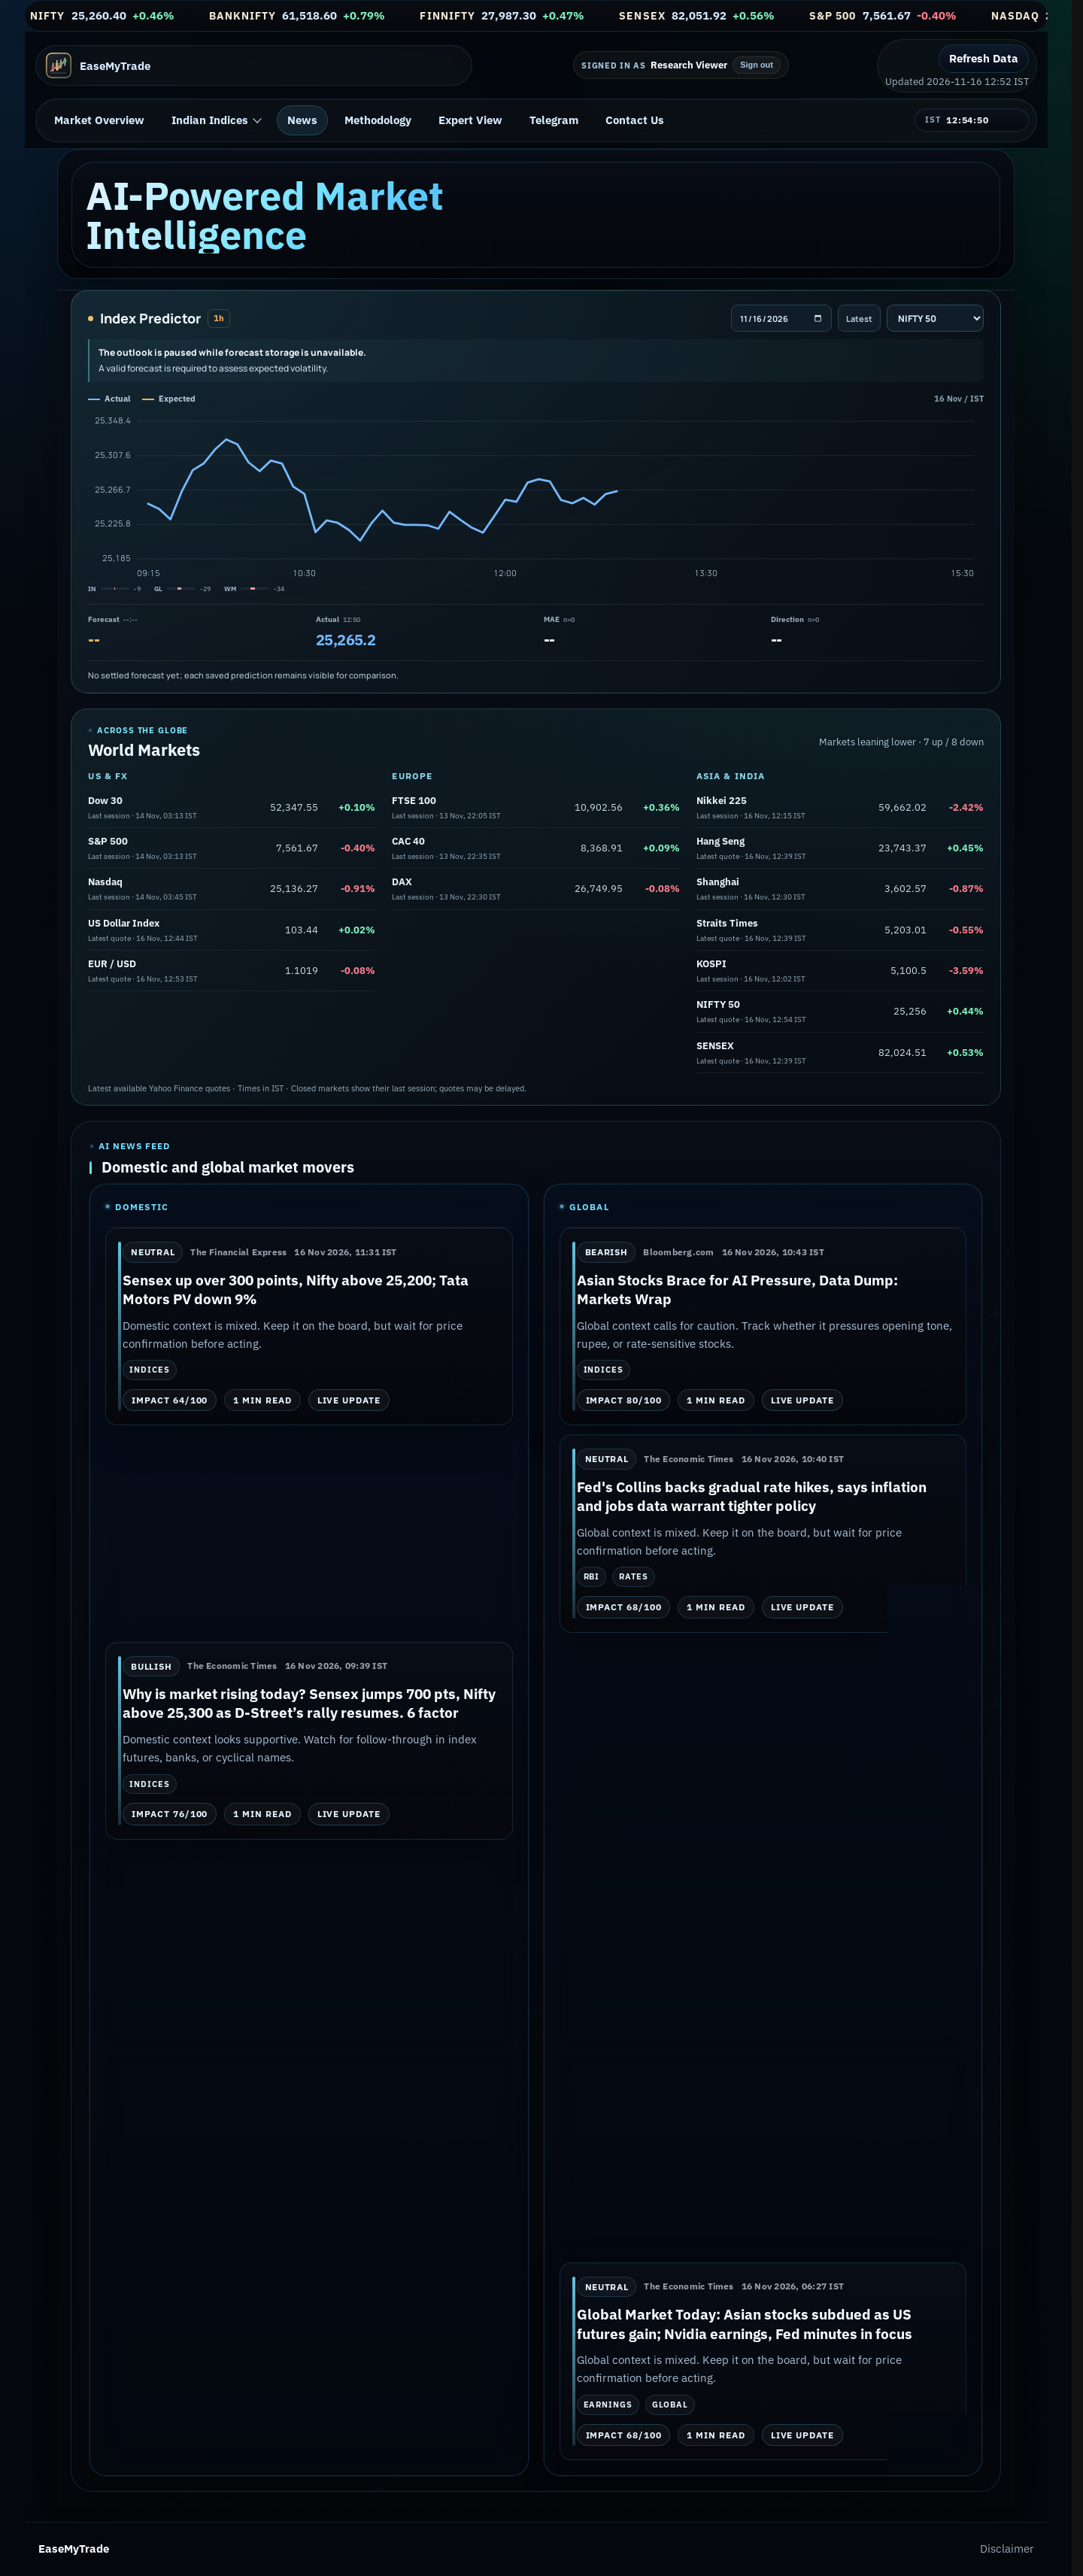 NIFTY 25,260.40 +0.46% BANKNIFTY 61,518.60 +0.79% FINNIFTY 27,987.30 +0.47% SENSEX 82,051.92 +0.56% S&P 500 7,561.67 -0.40% NASDAQ
EaseMyTrade
SIGNED IN AS Research Viewer Sign out
Refresh Data
Updated 2026-11-16 12:52 IST
Market Overview Indian Indices News Methodology Expert View Telegram Contact Us IST 12:54:50
AI-Powered Market
Intelligence
Index Predictor 1h 11/16/2026 Latest NIFTY 50
The outlook is paused while forecast storage is unavailable.
A valid forecast is required to assess expected volatility.
Actual Expected 16 Nov / IST
25,348.4
25,307.6
25,266.7
25,225.8
25,185
09:15 10:30 12:00 13:30 15:30
IN -9 GL -29 WM -34
Forecast --:-- Actual 12:50 MAE n=0 Direction n=0
-- 25,265.2 -- --
No settled forecast yet; each saved prediction remains visible for comparison.
ACROSS THE GLOBE
World Markets
Markets leaning lower · 7 up / 8 down
US & FX
Dow 30 52,347.55 +0.10%
Last session · 14 Nov, 03:13 IST
S&P 500 7,561.67 -0.40%
Last session · 14 Nov, 03:13 IST
Nasdaq 25,136.27 -0.91%
Last session · 14 Nov, 03:45 IST
US Dollar Index 103.44 +0.02%
Latest quote · 16 Nov, 12:44 IST
EUR / USD 1.1019 -0.08%
Latest quote · 16 Nov, 12:53 IST
EUROPE
FTSE 100 10,902.56 +0.36%
Last session · 13 Nov, 22:05 IST
CAC 40 8,368.91 +0.09%
Last session · 13 Nov, 22:35 IST
DAX 26,749.95 -0.08%
Last session · 13 Nov, 22:30 IST
ASIA & INDIA
Nikkei 225 59,662.02 -2.42%
Last session · 16 Nov, 12:15 IST
Hang Seng 23,743.37 +0.45%
Latest quote · 16 Nov, 12:39 IST
Shanghai 3,602.57 -0.87%
Last session · 16 Nov, 12:30 IST
Straits Times 5,203.01 -0.55%
Latest quote · 16 Nov, 12:39 IST
KOSPI 5,100.5 -3.59%
Last session · 16 Nov, 12:02 IST
NIFTY 50 25,256 +0.44%
Latest quote · 16 Nov, 12:54 IST
SENSEX 82,024.51 +0.53%
Latest quote · 16 Nov, 12:39 IST
Latest available Yahoo Finance quotes · Times in IST · Closed markets show their last session; quotes may be delayed.
AI NEWS FEED
Domestic and global market movers
DOMESTIC
NEUTRAL The Financial Express 16 Nov 2026, 11:31 IST
Sensex up over 300 points, Nifty above 25,200; Tata
Motors PV down 9%
Domestic context is mixed. Keep it on the board, but wait for price
confirmation before acting.
INDICES
IMPACT 64/100 1 MIN READ LIVE UPDATE
BULLISH The Economic Times 16 Nov 2026, 09:39 IST
Why is market rising today? Sensex jumps 700 pts, Nifty
above 25,300 as D-Street’s rally resumes. 6 factor
Domestic context looks supportive. Watch for follow-through in index
futures, banks, or cyclical names.
INDICES
IMPACT 76/100 1 MIN READ LIVE UPDATE
GLOBAL
BEARISH Bloomberg.com 16 Nov 2026, 10:43 IST
Asian Stocks Brace for AI Pressure, Data Dump:
Markets Wrap
Global context calls for caution. Track whether it pressures opening tone,
rupee, or rate-sensitive stocks.
INDICES
IMPACT 80/100 1 MIN READ LIVE UPDATE
NEUTRAL The Economic Times 16 Nov 2026, 10:40 IST
Fed's Collins backs gradual rate hikes, says inflation
and jobs data warrant tighter policy
Global context is mixed. Keep it on the board, but wait for price
confirmation before acting.
RBI RATES
IMPACT 68/100 1 MIN READ LIVE UPDATE
NEUTRAL The Economic Times 16 Nov 2026, 06:27 IST
Global Market Today: Asian stocks subdued as US
futures gain; Nvidia earnings, Fed minutes in focus
Global context is mixed. Keep it on the board, but wait for price
confirmation before acting.
EARNINGS GLOBAL
IMPACT 68/100 1 MIN READ LIVE UPDATE
EaseMyTrade Disclaimer